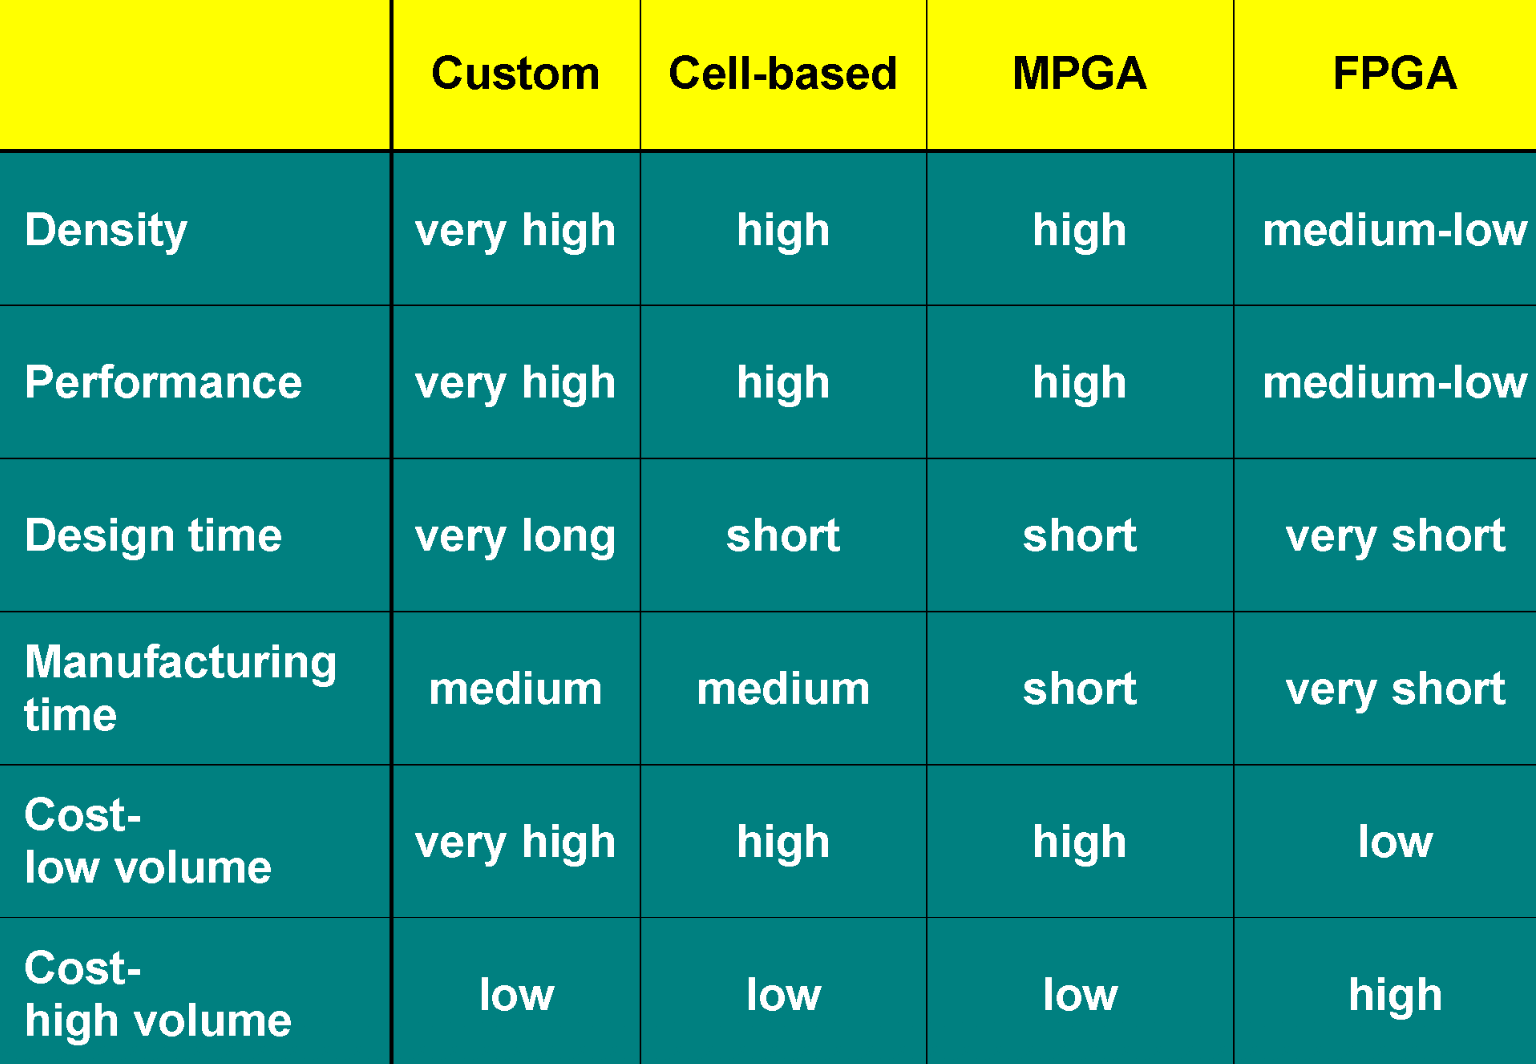 Custom Cell-based MPGA FPGA
Density very high high high medium-low
Performance very high high high medium-low
Design time very long short short very short
Manufacturing
time medium medium short very short
Cost-
low volume very high high high low
Cost-
high volume low low low high